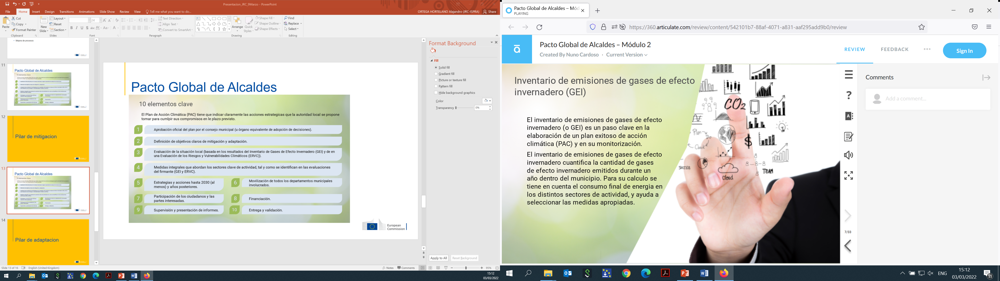 Presentacion_JRC_9Marzo - PowerPoint
File Home Insert Design Transitions Animations Slide Show Review View Tell me what you want to do...
ORTEGA HORTELANO Alejandro (JRC-ISPRA) Share
Paste
Cut
Copy
Format Painter
Clipboard
New Slide
Layout
Reset
Section
Slides
24
Font
Text Direction
Align Text
Convert to SmartArt
Paragraph
Arrange
Quick Styles
Shape Fill
Shape Outline
Shape Effects
Drawing
Find
Replace
Select
Editing
Mejora de procesos
11
Pacto Global de Alcaldes
10 elementos clave
12
Pilar de mitigacion
13
Pacto Global de Alcaldes
10 elementos clave
14
Pilar de adaptacion
Pacto Global de Alcaldes
10 elementos clave
El Plan de Acción Climática (PAC) tiene que indicar claramente las acciones estrategicas que la autoridad local se propone
tomar para cumlpir sus compromisos en le plazo previsto.
1 Aprobación oficial del plan por el consejo municipal (u órgano equivalente de adopción de decisiones).
2 Definición de objetivos claros de mitigación y adaptación.
3 Evaluación de la situación local (basada en los resultados del Inventario de Gases de Efecto Invernadero (GEI) y de en
una Evaluación de los Riesgos y Vulnerabilidades Climáticos (ERVC)).
4 Medidas integrales que abordan los sectores clave de actividad, tal y como se identifican en las evaluaciones
del firmante (GEI y ERVC).
5 Estrategias y acciones hasta 2030 (al
menos) y años posteriores.
6 Movilización de todos los departamentos municipales
involucrados.
7 Participación de los ciudadanos y las
partes interesadas.
8 Financiación.
9 Supervisión y presentación de informes.
10 Entrega y validación.
European
Commission
Format Background
Fill
Solid fill
Gradient fill
Picture or texture fill
Pattern fill
Hide background graphics
Color
Transparency 0%
Apply to All Reset Background
Slide 13 of 16 English (United Kingdom)
Notes Comments 95%
15:12
03/03/2022
Pacto Global de Alcaldes – Mód
PLAYING
https://360.articulate.com/review/content/542101b7-88af-4071-a831-aaf295add9b0/review
ā
Pacto Global de Alcaldes – Módulo 2
Created By Nuno Cardoso · Current Version
REVIEW FEEDBACK
Sign In
Inventario de emisiones de gases de efecto
invernadero (GEI)
El inventario de emisiones de gases de efecto
invernadero (o GEI) es un paso clave en la
elaboración de un plan exitoso de acción
climática (PAC) y en su monitorización.
El inventario de emisiones de gases de efecto
invernadero cuantifica la cantidad de gases
de efecto invernadero emitidos durante un
año dentro del municipio. Para su calculo se
tiene en cuenta el consumo final de energia en
los distintos sectores de actividad, y ayuda a
seleccionar las medidas apropiadas.
CO2
Plan
Do
Check
$
SUCCESS
Cloud
TEAM
7/33
Comments
Add a comment...
ENG
15:12
03/03/2022
11